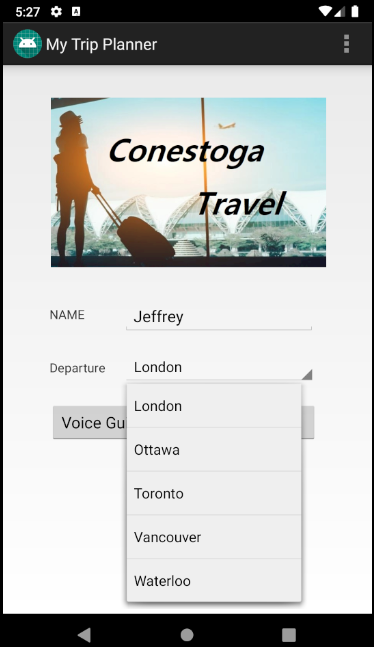 5:27
My Trip Planner
Conestoga
Travel
NAME
Jeffrey
Departure
London
London
Voice Gu
Ottawa
Toronto
Vancouver
Waterloo